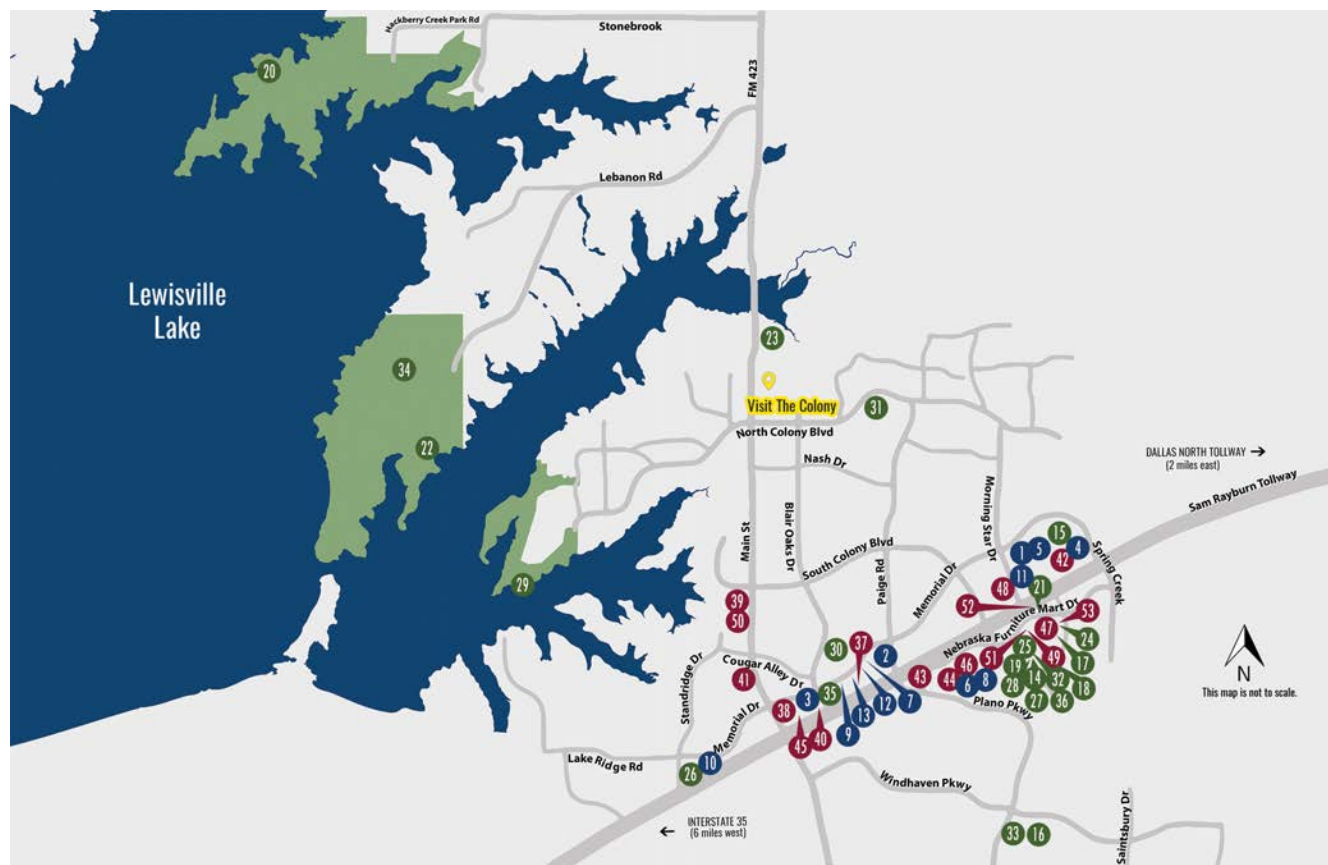 Hackberry Creek Park Rd
Stonebrook
20
FM 423
Lebanon Rd
Lewisville
Lake
23
34
Visit The Colony
31
North Colony Blvd
22
Nash Dr
DALLAS NORTH TOLLWAY →
(2 miles east)
Sam Rayburn Tollway
Main St
Blair Oaks Dr
Morning Star Dr
South Colony Blvd
Paige Rd
Memorial Dr
Spring Creek
15
1
5
4
42
11
29
48
21
39
52
Nebraska Furniture Mart Dr
53
50
47
24
30
37
2
25
49
17
Standridge Dr
Cougar Alley Dr
46
51
19
41
43
44
6
8
14
32
18
28
27
36
3
35
7
12
13
Plano Pkwy
38
Memorial Dr
9
40
45
N
This map is not to scale.
Lake Ridge Rd
10
26
Windhaven Pkwy
Saintsbury Dr
← INTERSTATE 35
(6 miles west)
33
16